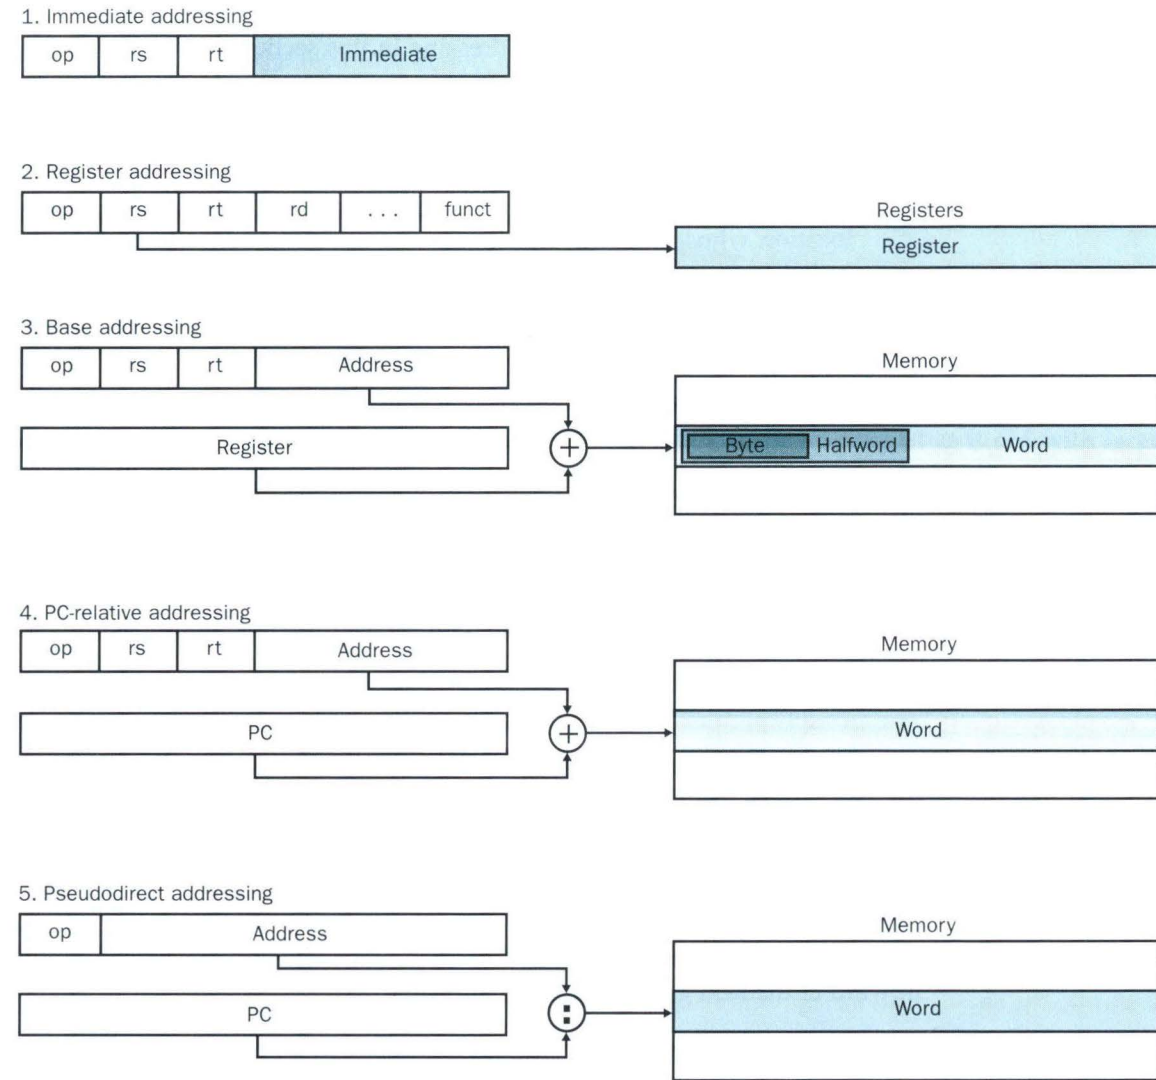 1. Immediate addressing
op rs rt Immediate
2. Register addressing
op rs rt rd . . . funct
Registers
Register
3. Base addressing
op rs rt Address
Memory
Register
+
Byte Halfword Word
4. PC-relative addressing
op rs rt Address
Memory
PC
+
Word
5. Pseudodirect addressing
op Address
Memory
PC
:
Word